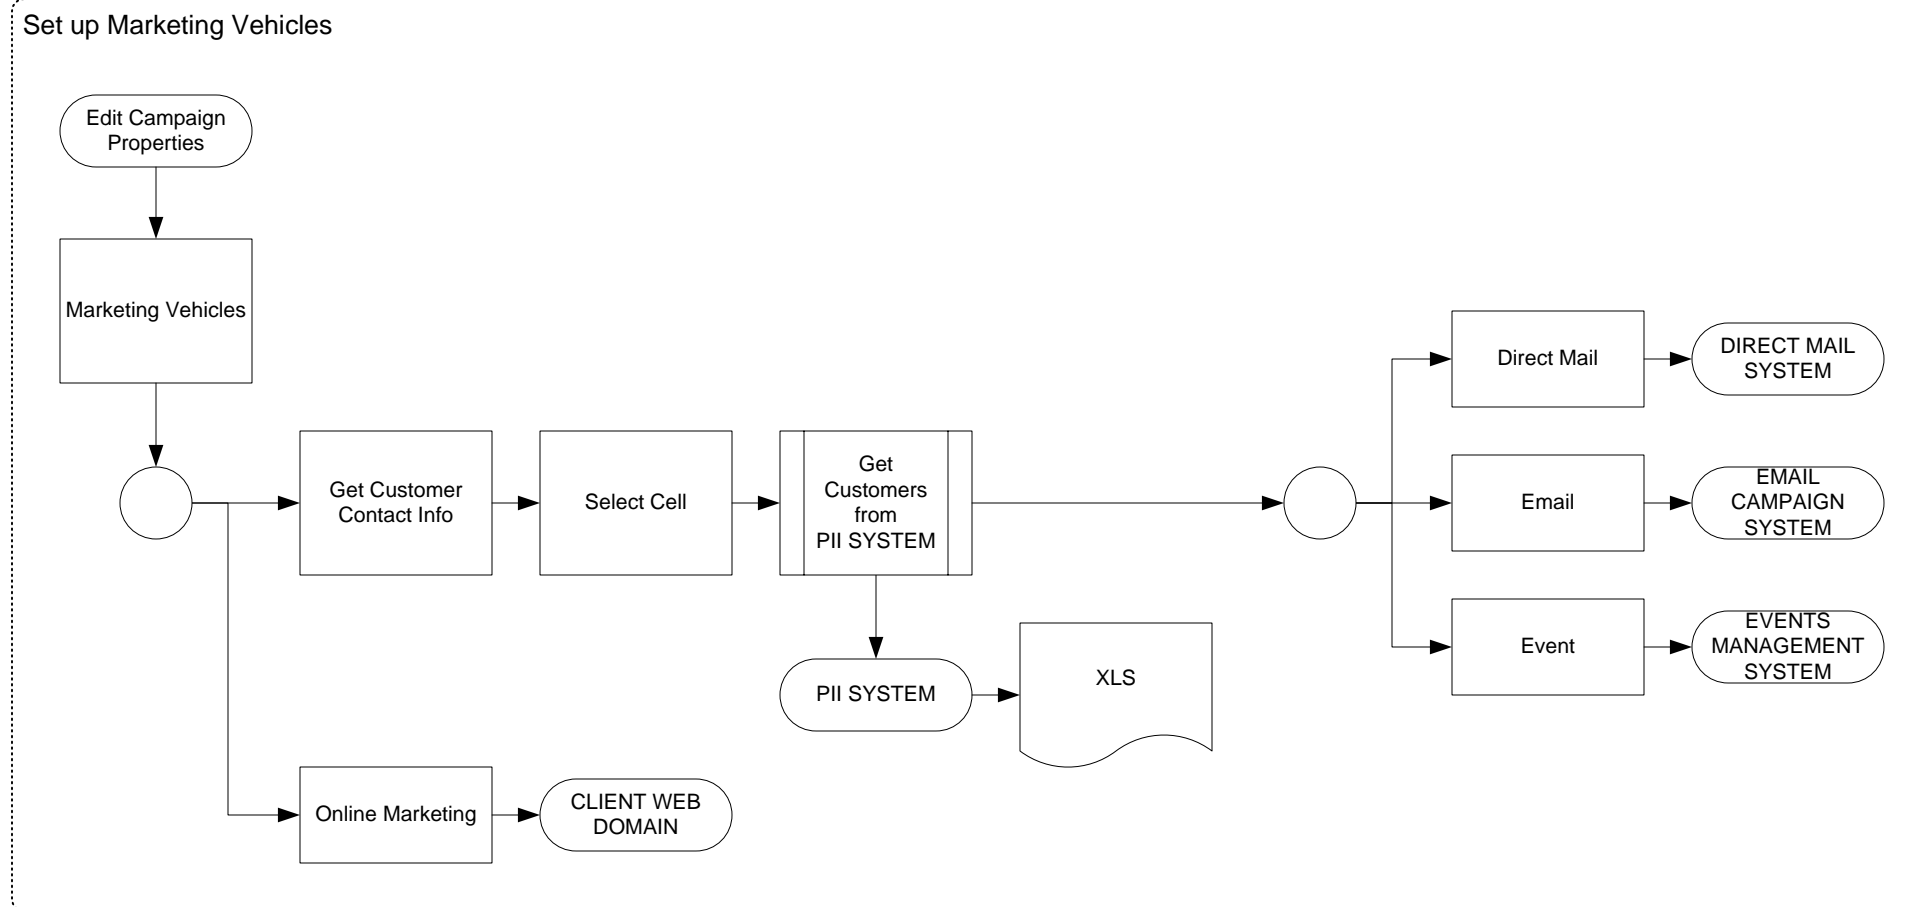 Set up Marketing Vehicles
Edit Campaign
Properties
Marketing Vehicles
Get Customer
Contact Info
Select Cell
Get
Customers
from
PII SYSTEM
PII SYSTEM
XLS
Online Marketing
CLIENT WEB
DOMAIN
Direct Mail
DIRECT MAIL
SYSTEM
Email
EMAIL
CAMPAIGN
SYSTEM
Event
EVENTS
MANAGEMENT
SYSTEM